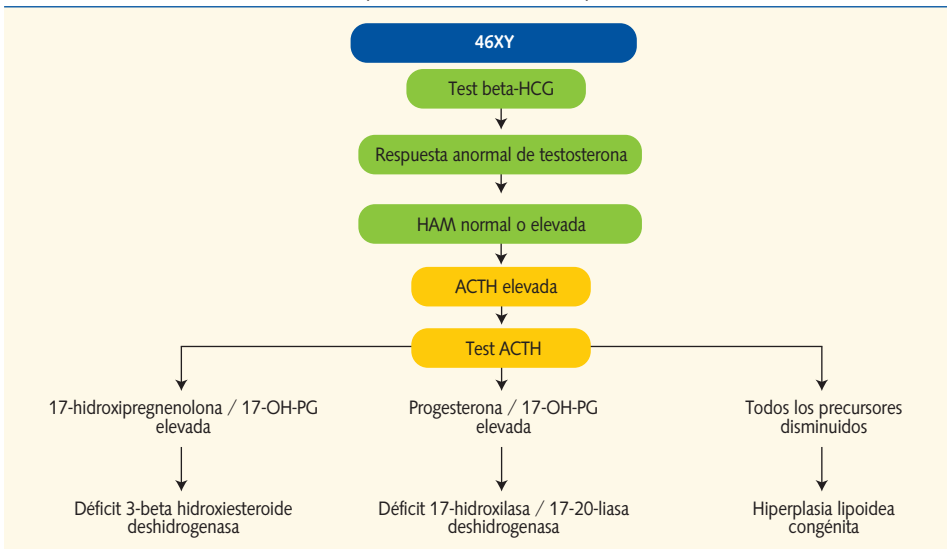 46XY
Test beta-HCG
Respuesta anormal de testosterona
HAM normal o elevada
ACTH elevada
Test ACTH
17-hidroxipregnenolona / 17-OH-PG
elevada
Progesterona / 17-OH-PG
elevada
Todos los precursores
disminuidos
Déficit 3-beta hidroxiesteroide
deshidrogenasa
Déficit 17-hidroxilasa / 17-20-liasa
deshidrogenasa
Hiperplasia lipoidea
congénita